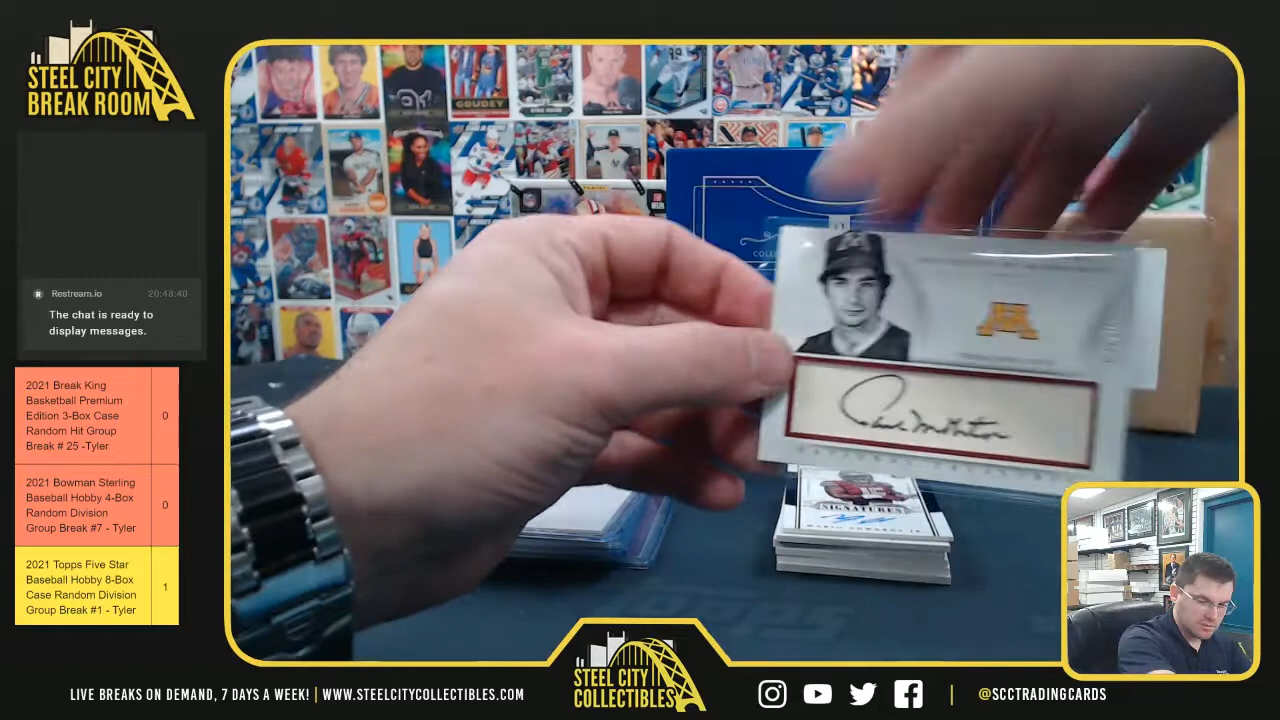 STEEL CITY
BREAK ROOM
Restream.io 20:48:40
The chat is ready to
display messages.
2021 Break King
Basketball Premium
Edition 3-Box Case
Random Hit Group
Break # 25 -Tyler
0
2021 Bowman Sterling
Baseball Hobby 4-Box
Random Division
Group Break #7 - Tyler
0
2021 Topps Five Star
Baseball Hobby 8-Box
Case Random Division
Group Break #1 - Tyler
1
GOUDEY
M
Paul Molitor
SIGNATURES
STEEL CITY
COLLECTIBLES
LIVE BREAKS ON DEMAND, 7 DAYS A WEEK! | WWW.STEELCITYCOLLECTIBLES.COM
| @SCCTRADINGCARDS